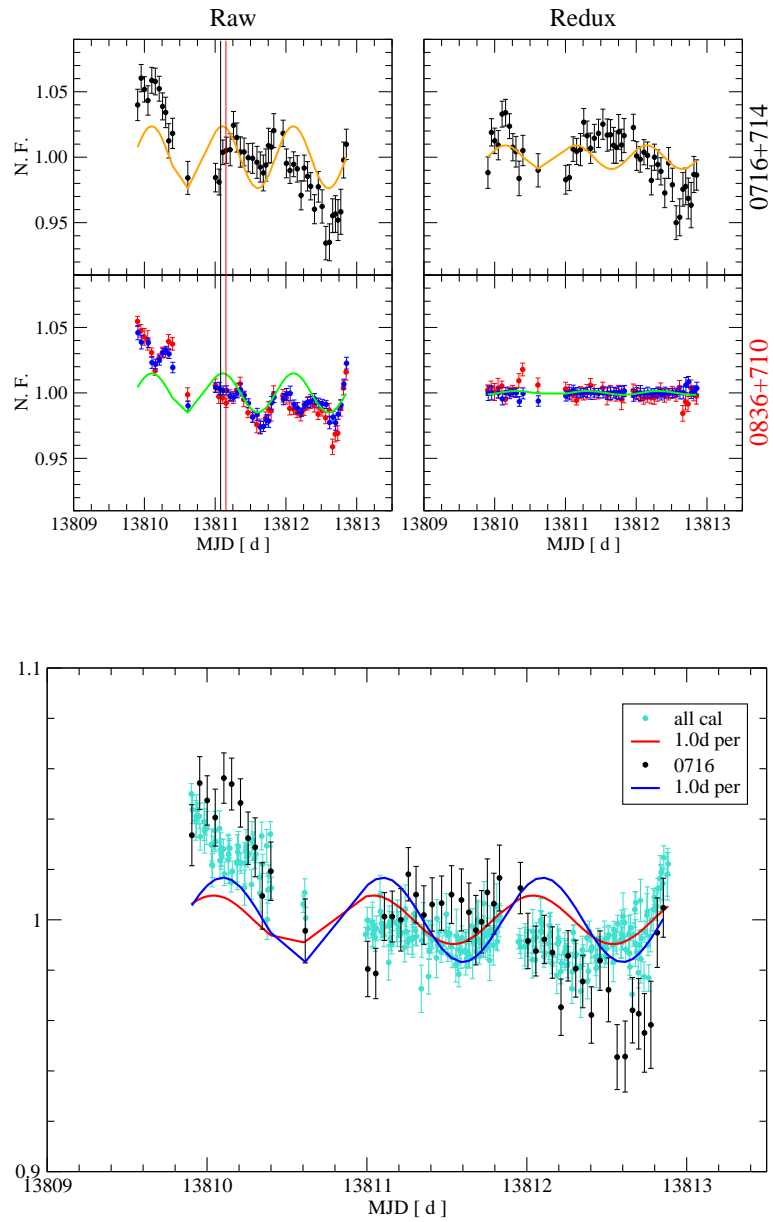 Raw Redux
1.05
1.00
0.95
N. F.
0716+714
1.05
1.00
0.95
N. F.
0836+710
13809 13810 13811 13812 13813
MJD [ d ]
13809 13810 13811 13812 13813
MJD [ d ]
1.1
1
0.9
all cal
1.0d per
0716
1.0d per
13809 13810 13811 13812 13813
MJD [ d ]